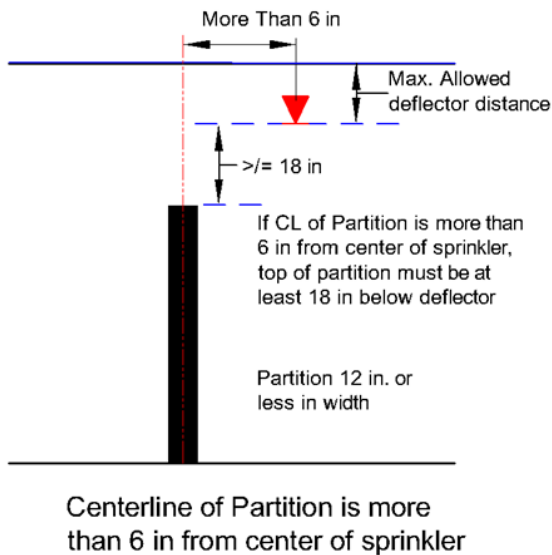 More Than 6 in
Max. Allowed
deflector distance
>/= 18 in
If CL of Partition is more than
6 in from center of sprinkler,
top of partition must be at
least 18 in below deflector
Partition 12 in. or
less in width
Centerline of Partition is more
than 6 in from center of sprinkler